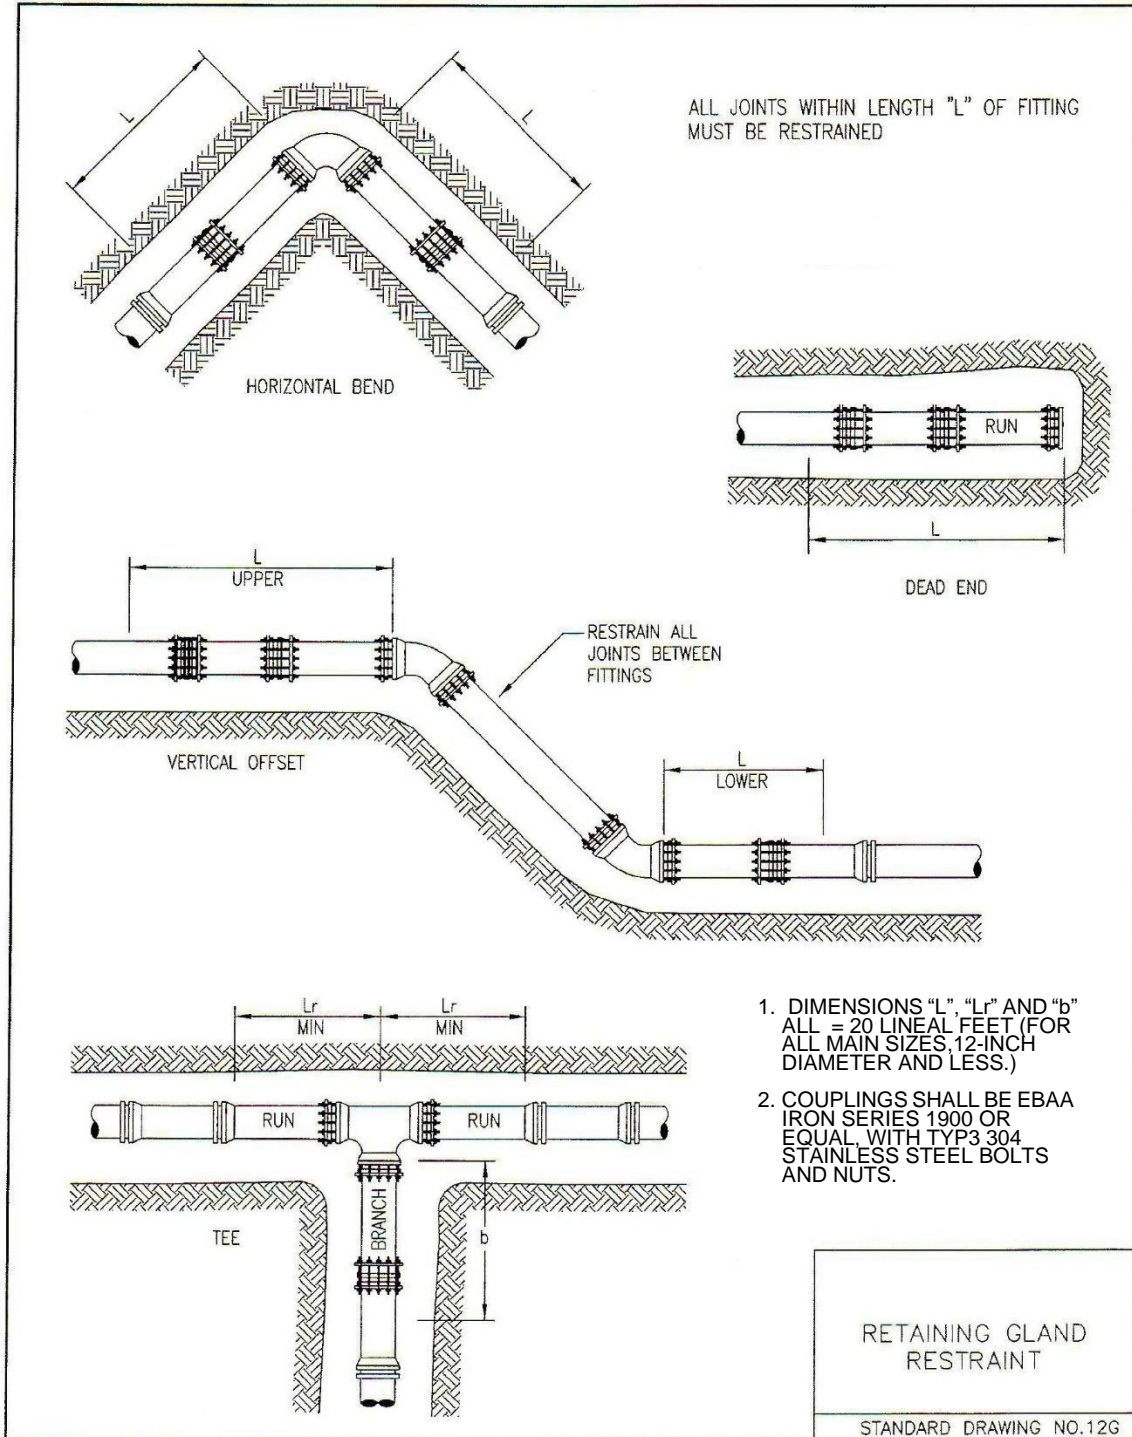 L
L
ALL JOINTS WITHIN LENGTH "L" OF FITTING
MUST BE RESTRAINED
HORIZONTAL BEND
RUN
L
DEAD END
L
UPPER
RESTRAIN ALL
JOINTS BETWEEN
FITTINGS
VERTICAL OFFSET
L
LOWER
Lr
MIN
Lr
MIN
RUN
RUN
BRANCH
b
TEE
1. DIMENSIONS “L”, “Lr” AND “b”
ALL = 20 LINEAL FEET (FOR
ALL MAIN SIZES,12-INCH
DIAMETER AND LESS.)
2. COUPLINGS SHALL BE EBAA
IRON SERIES 1900 OR
EQUAL, WITH TYP3 304
STAINLESS STEEL BOLTS
AND NUTS.
RETAINING GLAND
RESTRAINT
STANDARD DRAWING NO.12G